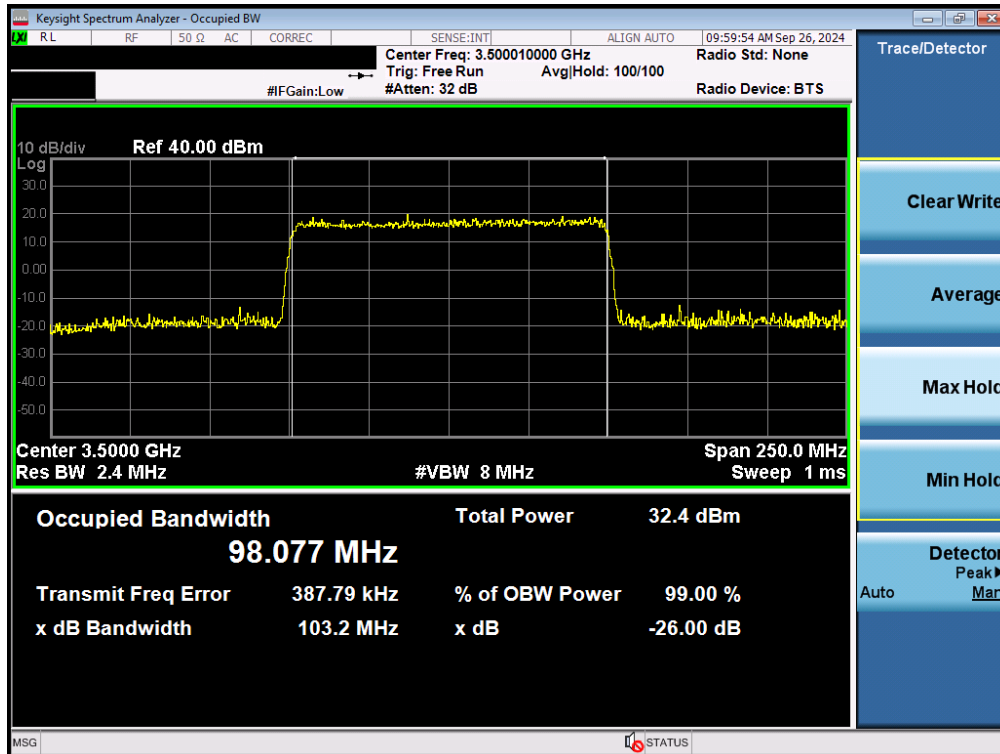 Keysight Spectrum Analyzer - Occupied BW
LXI RL RF 50 Ω AC CORREC SENSE:INT ALIGN AUTO 09:59:54 AM Sep 26, 2024
Center Freq: 3.500010000 GHz Radio Std: None
Trig: Free Run Avg|Hold: 100/100
#IFGain:Low #Atten: 32 dB Radio Device: BTS
Trace/Detector
10 dB/div Ref 40.00 dBm
Log
30.0
20.0
10.0
0.00
-10.0
-20.0
-30.0
-40.0
-50.0
Center 3.5000 GHz Span 250.0 MHz
Res BW 2.4 MHz #VBW 8 MHz Sweep 1 ms
Occupied Bandwidth Total Power 32.4 dBm
98.077 MHz
Transmit Freq Error 387.79 kHz % of OBW Power 99.00 %
x dB Bandwidth 103.2 MHz x dB -26.00 dB
Clear Write
Average
Max Hold
Min Hold
Detector
Peak
Auto Man
MSG STATUS